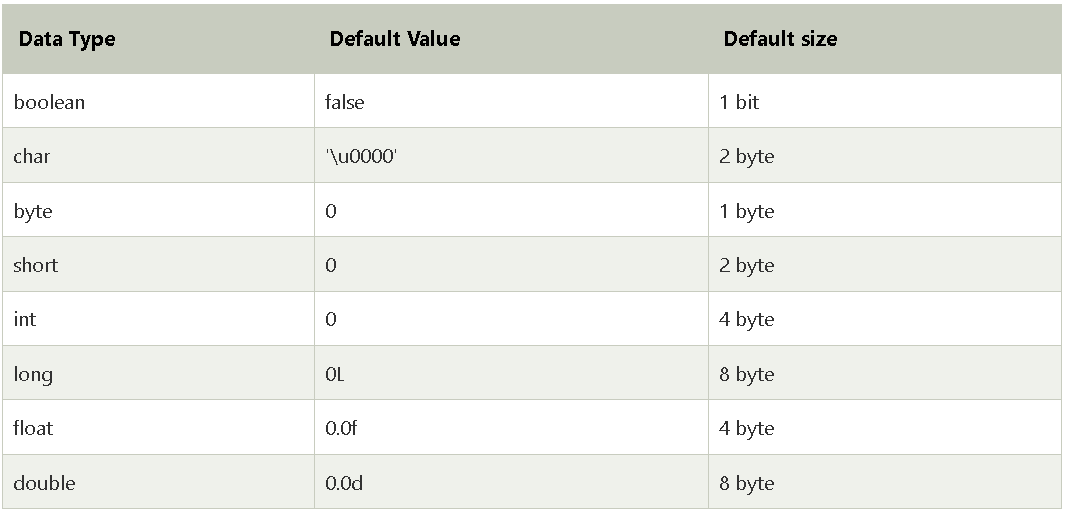 Data Type Default Value Default size
boolean false 1 bit
char '\u0000' 2 byte
byte 0 1 byte
short 0 2 byte
int 0 4 byte
long 0L 8 byte
float 0.0f 4 byte
double 0.0d 8 byte